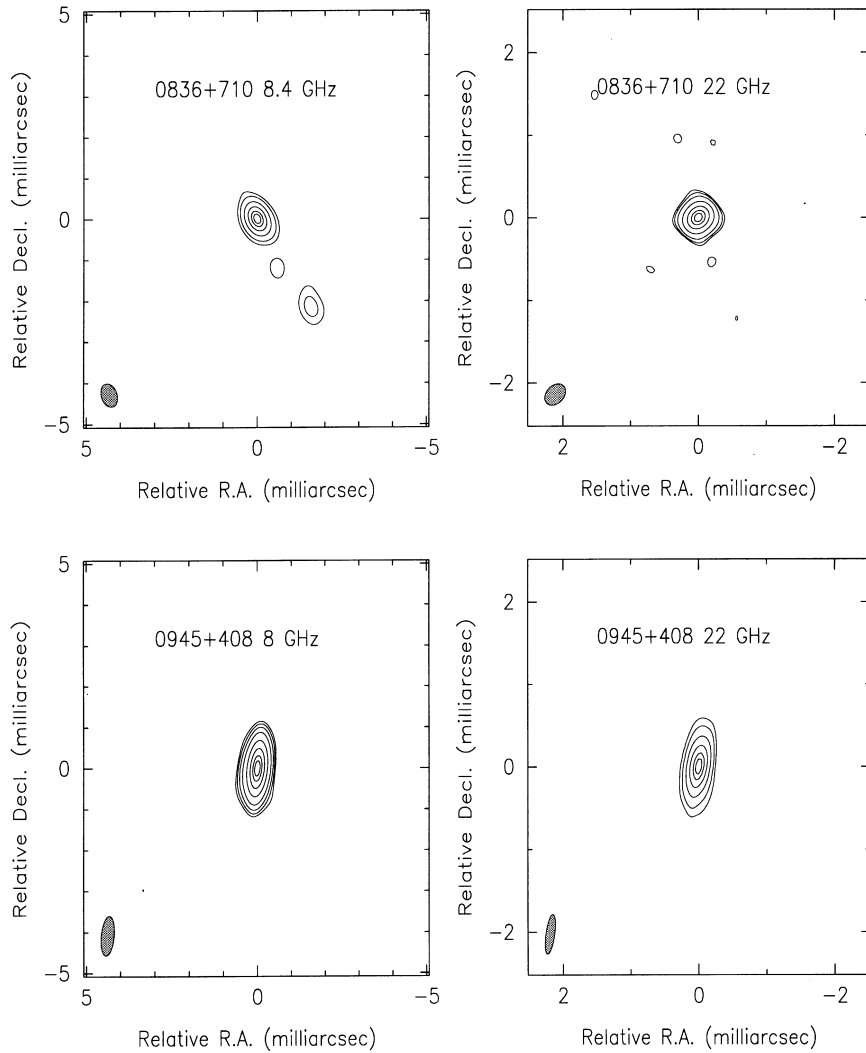 5
0836+710 8.4 GHz
0
−5
5
0
−5
Relative Decl. (milliarcsec)
Relative R.A. (milliarcsec)
2
0836+710 22 GHz
0
−2
2
0
−2
Relative Decl. (milliarcsec)
Relative R.A. (milliarcsec)
5
0945+408 8 GHz
0
−5
5
0
−5
Relative Decl. (milliarcsec)
Relative R.A. (milliarcsec)
2
0945+408 22 GHz
0
−2
2
0
−2
Relative Decl. (milliarcsec)
Relative R.A. (milliarcsec)